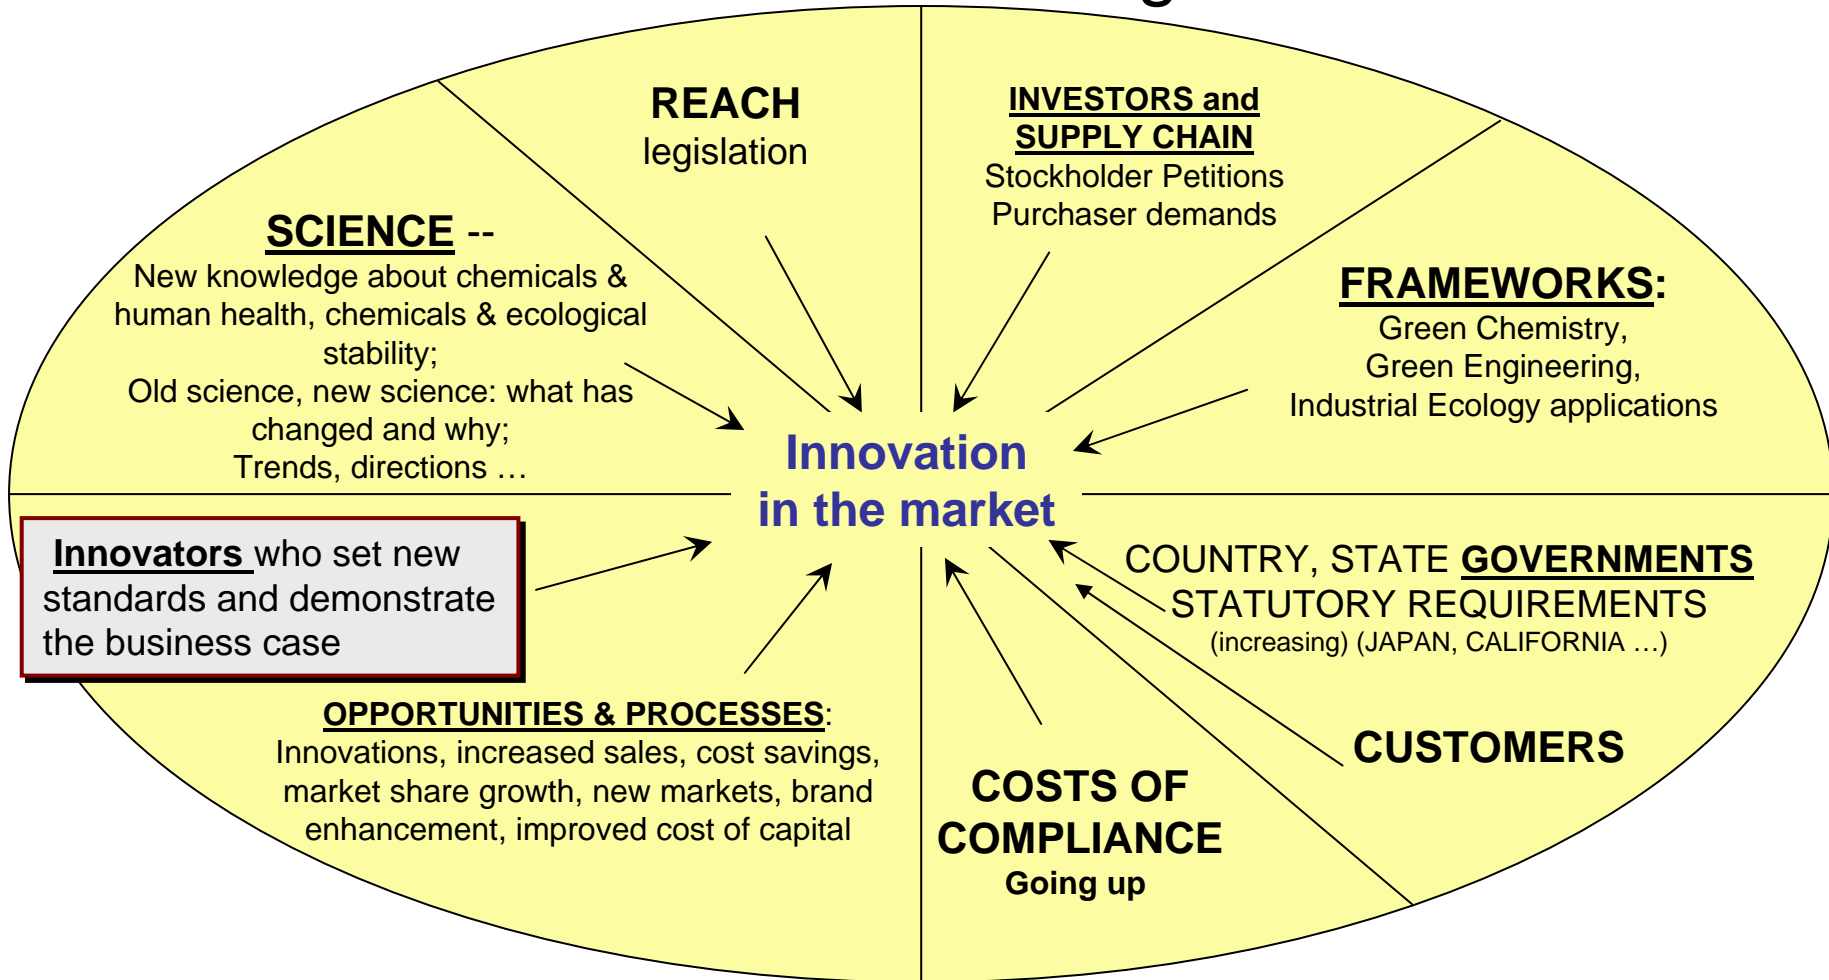 REACH
legislation
INVESTORS and
SUPPLY CHAIN
Stockholder Petitions
Purchaser demands
SCIENCE --
New knowledge about chemicals &
human health, chemicals & ecological
stability;
Old science, new science: what has
changed and why;
Trends, directions …
FRAMEWORKS:
Green Chemistry,
Green Engineering,
Industrial Ecology applications
Innovation
in the market
Innovators who set new
standards and demonstrate
the business case
COUNTRY, STATE GOVERNMENTS
STATUTORY REQUIREMENTS
(increasing) (JAPAN, CALIFORNIA …)
OPPORTUNITIES & PROCESSES:
Innovations, increased sales, cost savings,
market share growth, new markets, brand
enhancement, improved cost of capital
CUSTOMERS
COSTS OF
COMPLIANCE
Going up